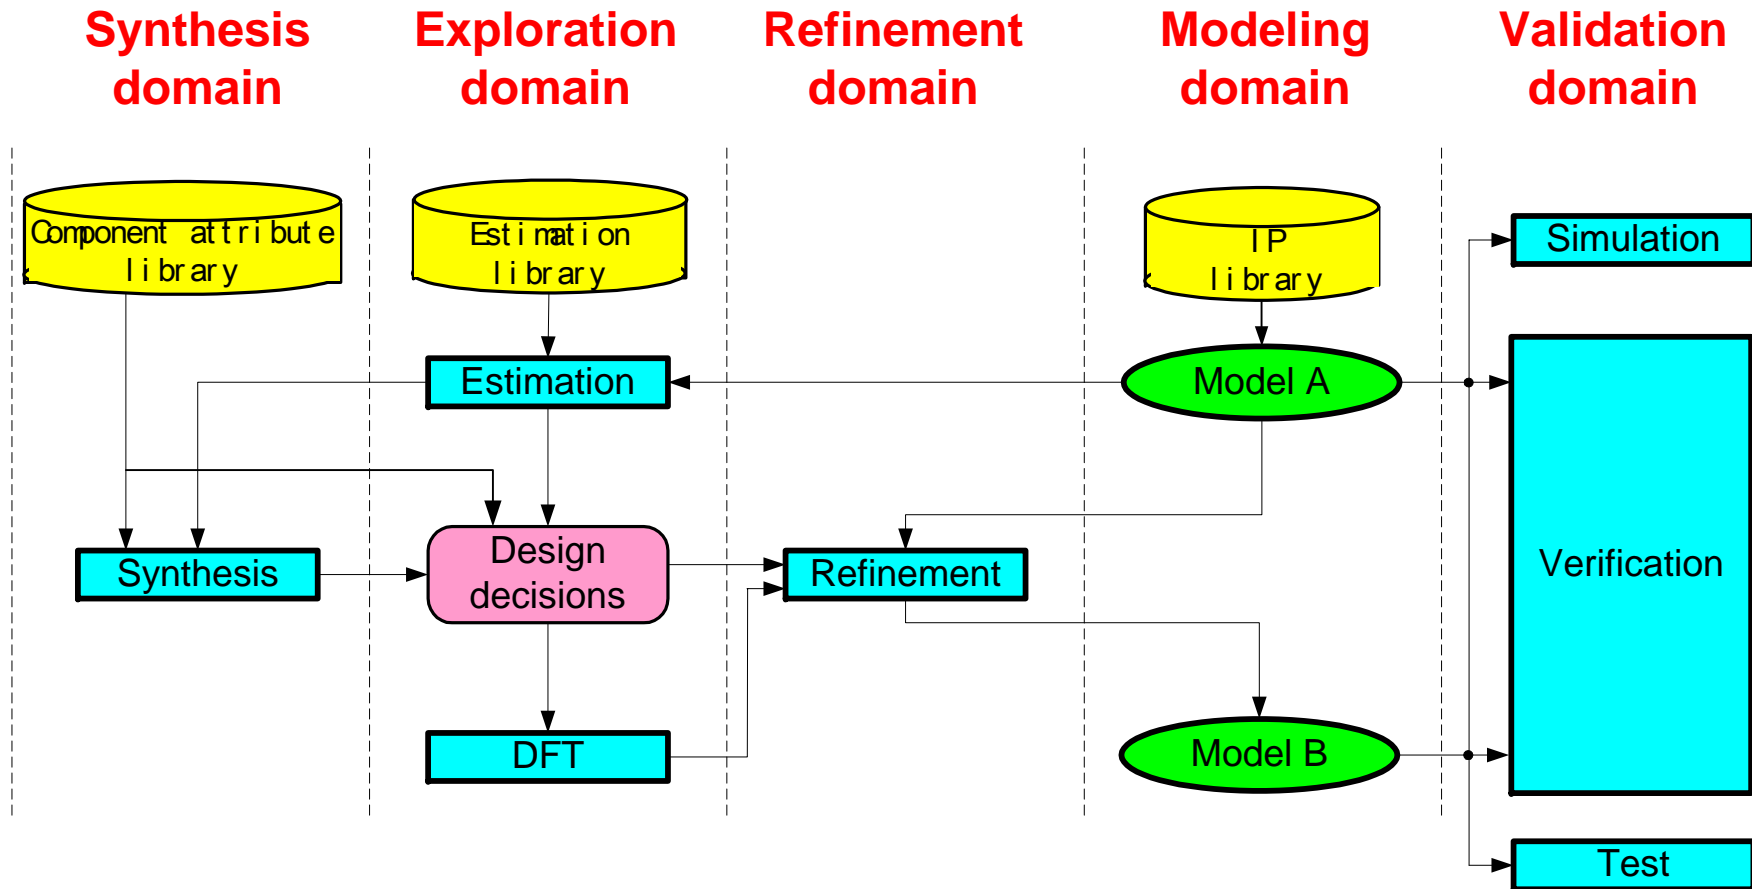 Synthesis
domain
Exploration
domain
Refinement
domain
Modeling
domain
Validation
domain
Component attribute
library
Estimation
library
IP
library
Simulation
Estimation
Model A
Synthesis
Design
decisions
Refinement
Verification
DFT
Model B
Test